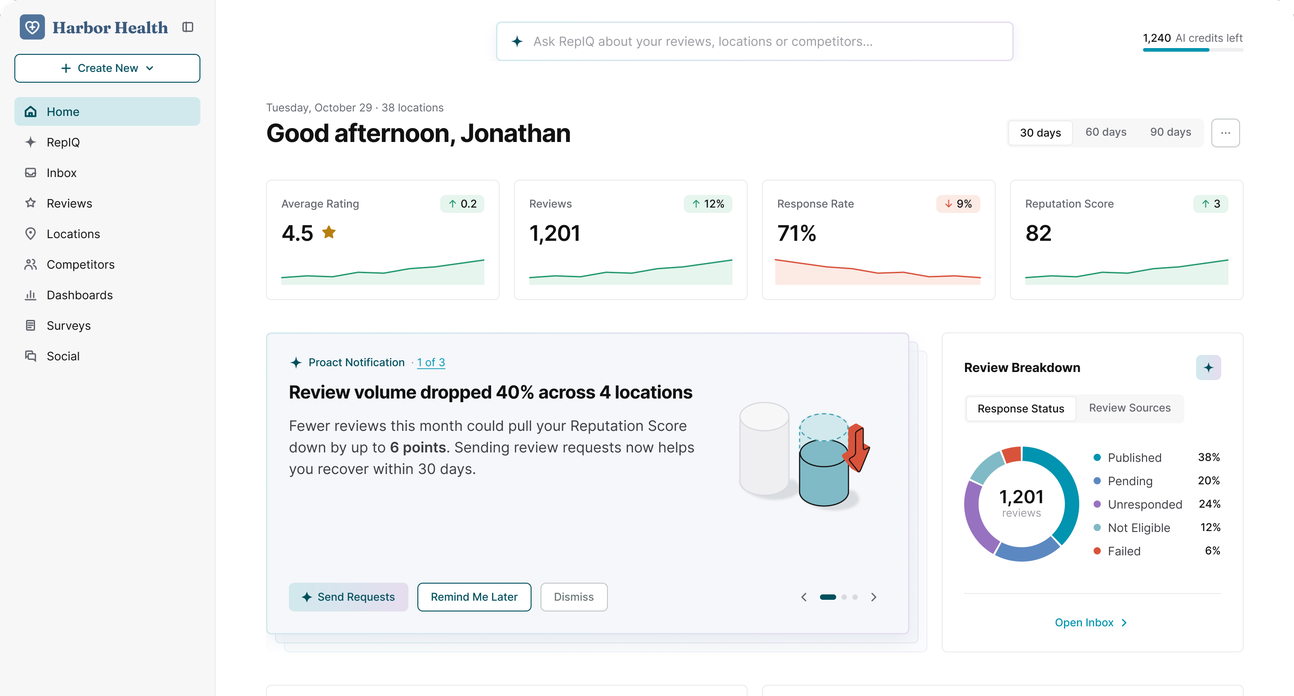 Harbor Health
Create New
Home
RepIQ
Inbox
Reviews
Locations
Competitors
Dashboards
Surveys
Social
Ask RepIQ about your reviews, locations or competitors...
1,240 AI credits left
Tuesday, October 29 · 38 locations
Good afternoon, Jonathan
30 days 60 days 90 days ...
Average Rating ↑ 0.2
4.5
Reviews ↑ 12%
1,201
Response Rate ↓ 9%
71%
Reputation Score ↑ 3
82
Proact Notification · 1 of 3
Review volume dropped 40% across 4 locations
Fewer reviews this month could pull your Reputation Score
down by up to 6 points. Sending review requests now helps
you recover within 30 days.
Send Requests Remind Me Later Dismiss
Review Breakdown
Response Status Review Sources
1,201
reviews
Published 38%
Pending 20%
Unresponded 24%
Not Eligible 12%
Failed 6%
Open Inbox